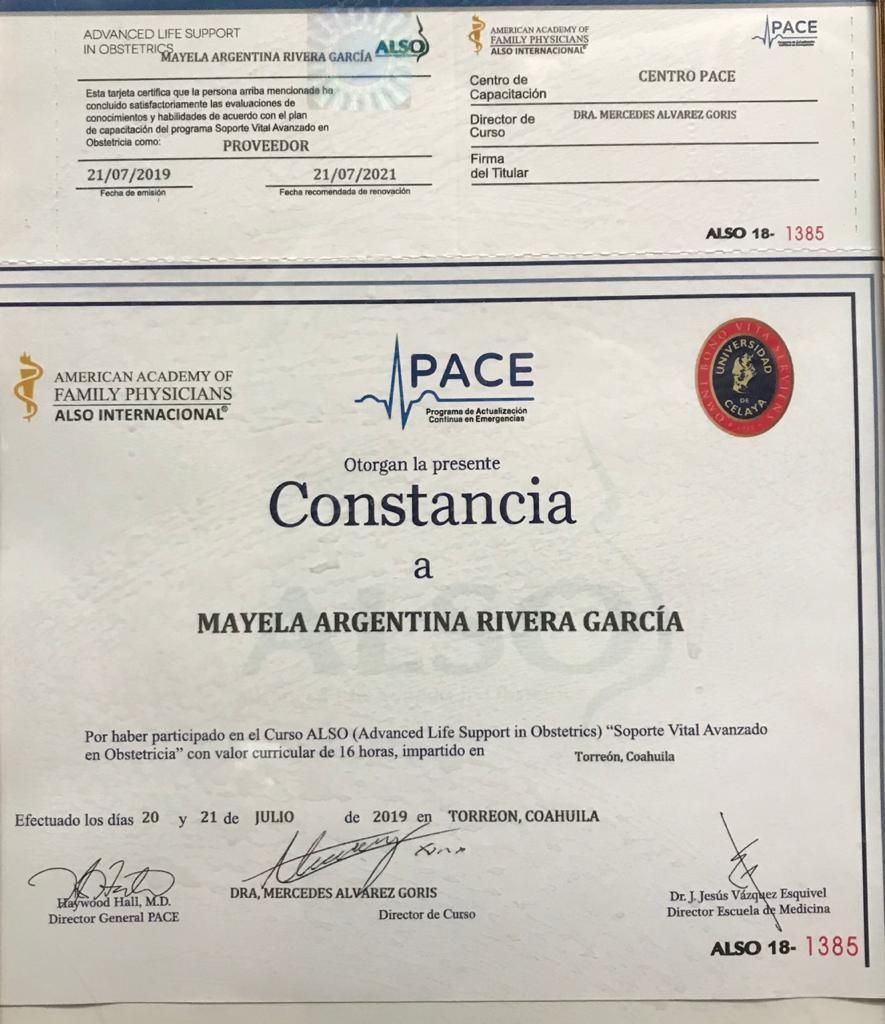 ADVANCED LIFE SUPPORT
IN OBSTETRICS
MAYELA ARGENTINA RIVERA GARCÍA
ALSO
Esta tarjeta certifica que la persona arriba mencionada ha
concluido satisfactoriamente las evaluaciones de
conocimientos y habilidades de acuerdo con el plan
de capacitación del programa Soporte Vital Avanzado en
Obstetricia como: PROVEEDOR
21/07/2019 21/07/2021
Fecha de emisión Fecha recomendada de renovación
AMERICAN ACADEMY OF
FAMILY PHYSICIANS
ALSO INTERNACIONAL®
PACE
Centro de
Capacitación
CENTRO PACE
Director de
Curso
DRA. MERCEDES ALVAREZ GORIS
Firma
del Titular
ALSO 18- 1385
AMERICAN ACADEMY OF
FAMILY PHYSICIANS
ALSO INTERNACIONAL®
PACE
Programa de Actualización
Continua en Emergencias
OMNI BONO VITA SERVIENS
UNIVERSIDAD
DE
CELAYA
Otorgan la presente
Constancia
a
ALSO
MAYELA ARGENTINA RIVERA GARCÍA
Por haber participado en el Curso ALSO (Advanced Life Support in Obstetrics) “Soporte Vital Avanzado
en Obstetricia” con valor curricular de 16 horas, impartido en Torreón, Coahuila
Efectuado los días 20 y 21 de JULIO de 2019 en TORREON, COAHUILA
Haywood Hall, M.D.
Director General PACE
DRA, MERCEDES ALVAREZ GORIS
Director de Curso
Dr. J. Jesús Vázquez Esquivel
Director Escuela de Medicina
ALSO 18- 1385